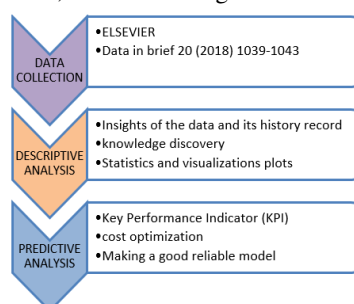 DATA
COLLECTION
•ELSEVIER
•Data in brief 20 (2018) 1039-1043
DESCRIPTIVE
ANALYSIS
•Insights of the data and its history record
•knowledge discovery
•Statistics and visualizations plots
PREDICTIVE
ANALYSIS
•Key Performance Indicator (KPI)
•cost optimization
•Making a good reliable model